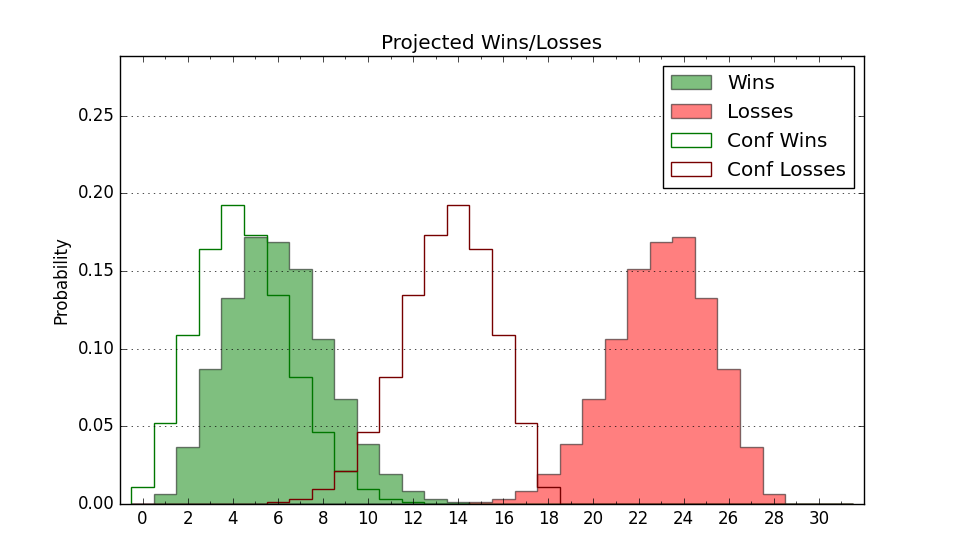 Projected Wins/Losses
Wins
Losses
Conf Wins
Conf Losses
Probability
0.25
0.20
0.15
0.10
0.05
0.00
0 2 4 6 8 10 12 14 16 18 20 22 24 26 28 30